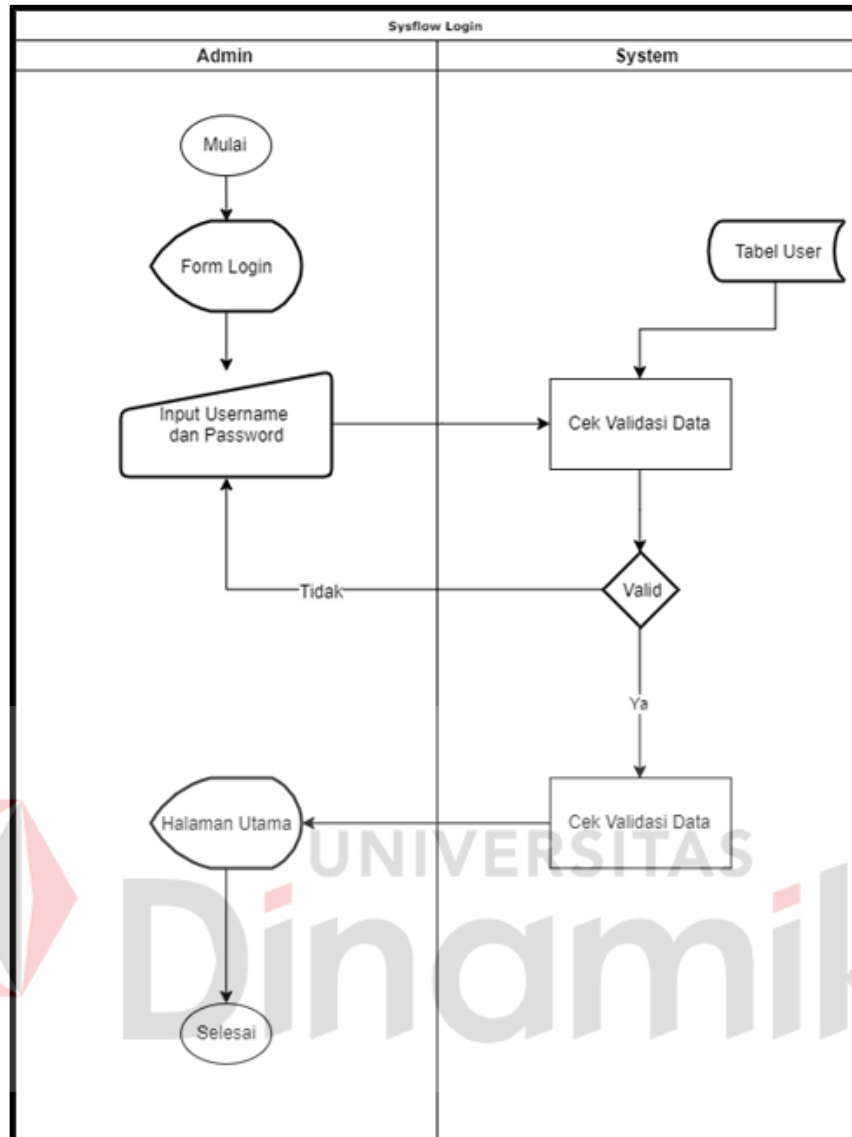 Sysflow Login
Admin
System
Mulai
Form Login
Tabel User
Input Username
dan Password
Cek Validasi Data
Valid
Tidak
Ya
Halaman Utama
Cek Validasi Data
UNIVERSITAS
Dinamik
Selesai